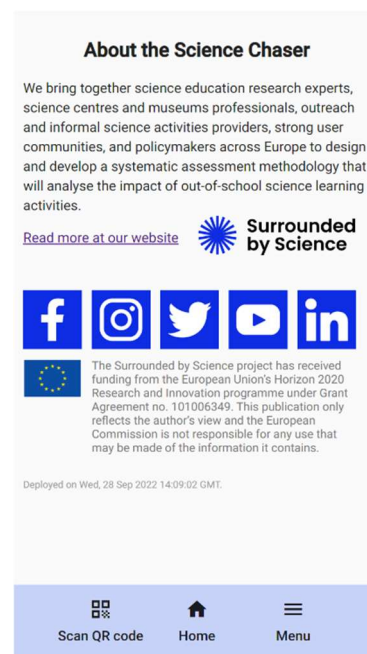 About the Science Chaser
We bring together science education research experts,
science centres and museums professionals, outreach
and informal science activities providers, strong user
communities, and policymakers across Europe to design
and develop a systematic assessment methodology that
will analyse the impact of out-of-school science learning
activities.
Read more at our website
Surrounded
by Science
The Surrounded by Science project has received
funding from the European Union's Horizon 2020
Research and Innovation programme under Grant
Agreement no. 101006349. This publication only
reflects the author's view and the European
Commission is not responsible for any use that
may be made of the information it contains.
Deployed on Wed, 28 Sep 2022 14:09:02 GMT.
Scan QR code
Home
Menu